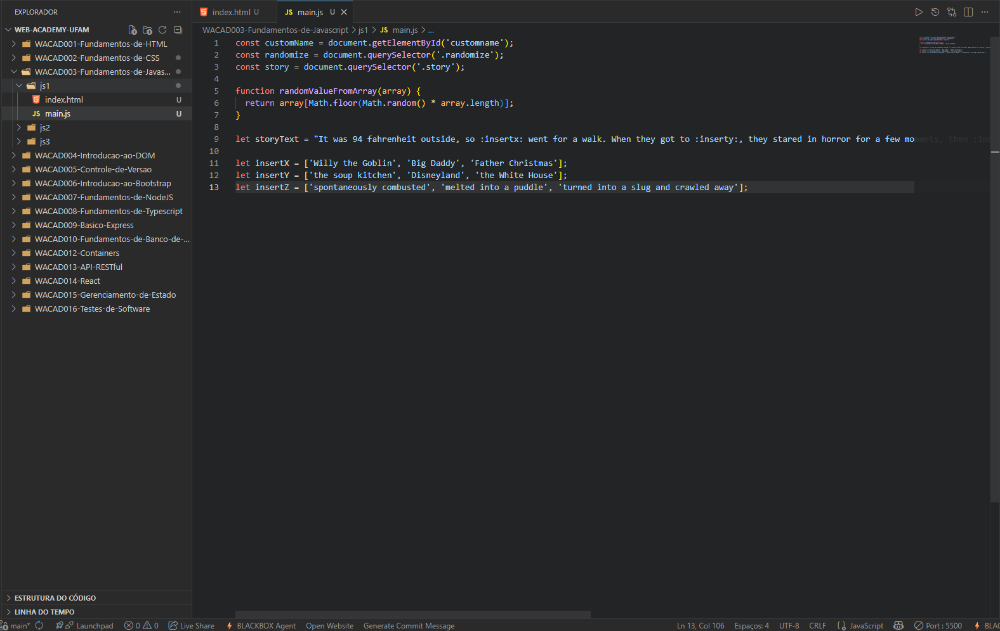 EXPLORADOR
WEB-ACADEMY-UFAM
WACAD001-Fundamentos-de-HTML
WACAD002-Fundamentos-de-CSS
WACAD003-Fundamentos-de-Javas...
js1
index.html U
JS main.js U
js2
js3
WACAD004-Introducao-ao-DOM
WACAD005-Controle-de-Versao
WACAD006-Introducao-ao-Bootstrap
WACAD007-Fundamentos-de-NodeJS
WACAD008-Fundamentos-de-Typescript
WACAD009-Basico-Express
WACAD010-Fundamentos-de-Banco-de-...
WACAD012-Containers
WACAD013-API-RESTful
WACAD014-React
WACAD015-Gerenciamento-de-Estado
WACAD016-Testes-de-Software
ESTRUTURA DO CÓDIGO
LINHA DO TEMPO
index.html U JS main.js U
WACAD003-Fundamentos-de-Javascript > js1 > JS main.js > ...
1 const customName = document.getElementById('customname');
2 const randomize = document.querySelector('.randomize');
3 const story = document.querySelector('.story');
4
5 function randomValueFromArray(array) {
6 return array[Math.floor(Math.random() * array.length)];
7 }
8
9 let storyText = "It was 94 fahrenheit outside, so :insertx: went for a walk. When they got to :inserty:, they stared in horror for a few moments, then :ins
10
11 let insertX = ['Willy the Goblin', 'Big Daddy', 'Father Christmas'];
12 let insertY = ['the soup kitchen', 'Disneyland', 'the White House'];
13 let insertZ = ['spontaneously combusted', 'melted into a puddle', 'turned into a slug and crawled away'];
main* Launchpad 0 0 Live Share BLACKBOX Agent Open Website Generate Commit Message Ln 13, Col 106 Espaços: 4 UTF-8 CRLF {} JavaScript Port : 5500 BLAC